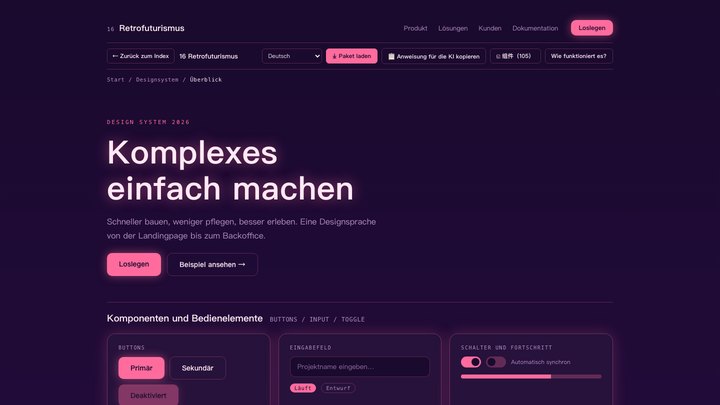 16 Retrofuturismus
Produkt Lösungen Kunden Dokumentation Loslegen
← Zurück zum Index 16 Retrofuturismus Deutsch ⤓ Paket laden 📋 Anweisung für die KI kopieren 组件（105） Wie funktioniert es?
Start / Designsystem / Überblick
DESIGN SYSTEM 2026
Komplexes
einfach machen
Schneller bauen, weniger pflegen, besser erleben. Eine Designsprache
von der Landingpage bis zum Backoffice.
Loslegen Beispiel ansehen →
Komponenten und Bedienelemente BUTTONS / INPUT / TOGGLE
BUTTONS
Primär Sekundär
Deaktiviert
EINGABEFELD
Projektname eingeben…
Läuft Entwurf
SCHALTER UND FORTSCHRITT
Automatisch synchron